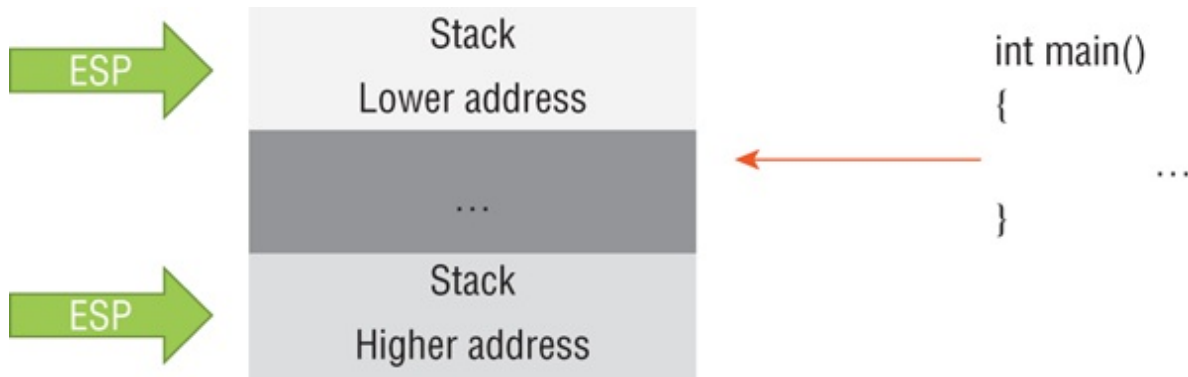 ESP
Stack
Lower address
...
ESP
Stack
Higher address
int main()
{
...
}